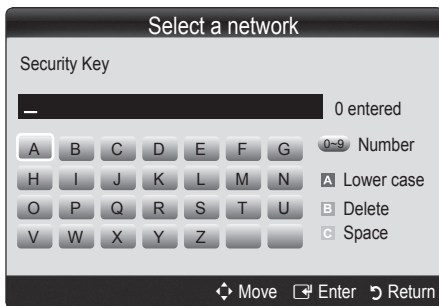 Select a network
Security Key
_ 0 entered
A B C D E F G 0~9 Number
H I J K L M N A Lower case
O P Q R S T U B Delete
V W X Y Z C Space
Move Enter Return